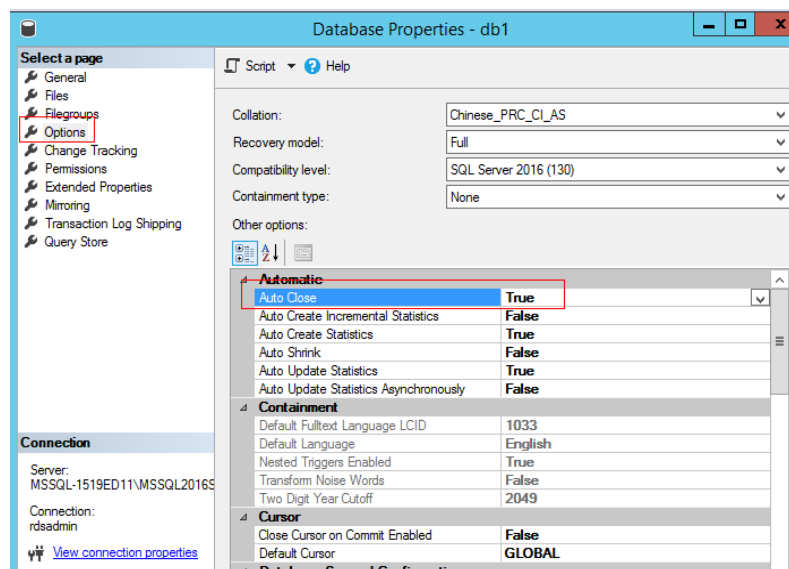 Database Properties - db1
Select a page
General
Files
Filegroups
Options
Change Tracking
Permissions
Extended Properties
Mirroring
Transaction Log Shipping
Query Store
Script Help
Collation: Chinese_PRC_CI_AS
Recovery model: Full
Compatibility level: SQL Server 2016 (130)
Containment type: None
Other options:
Automatic
Auto Close True
Auto Create Incremental Statistics False
Auto Create Statistics True
Auto Shrink False
Auto Update Statistics True
Auto Update Statistics Asynchronously False
Containment
Default Fulltext Language LCID 1033
Default Language English
Nested Triggers Enabled True
Transform Noise Words False
Two Digit Year Cutoff 2049
Cursor
Close Cursor on Commit Enabled False
Default Cursor GLOBAL
Connection
Server:
MSSQL-1519ED11\MSSQL2016S
Connection:
rdsadmin
View connection properties